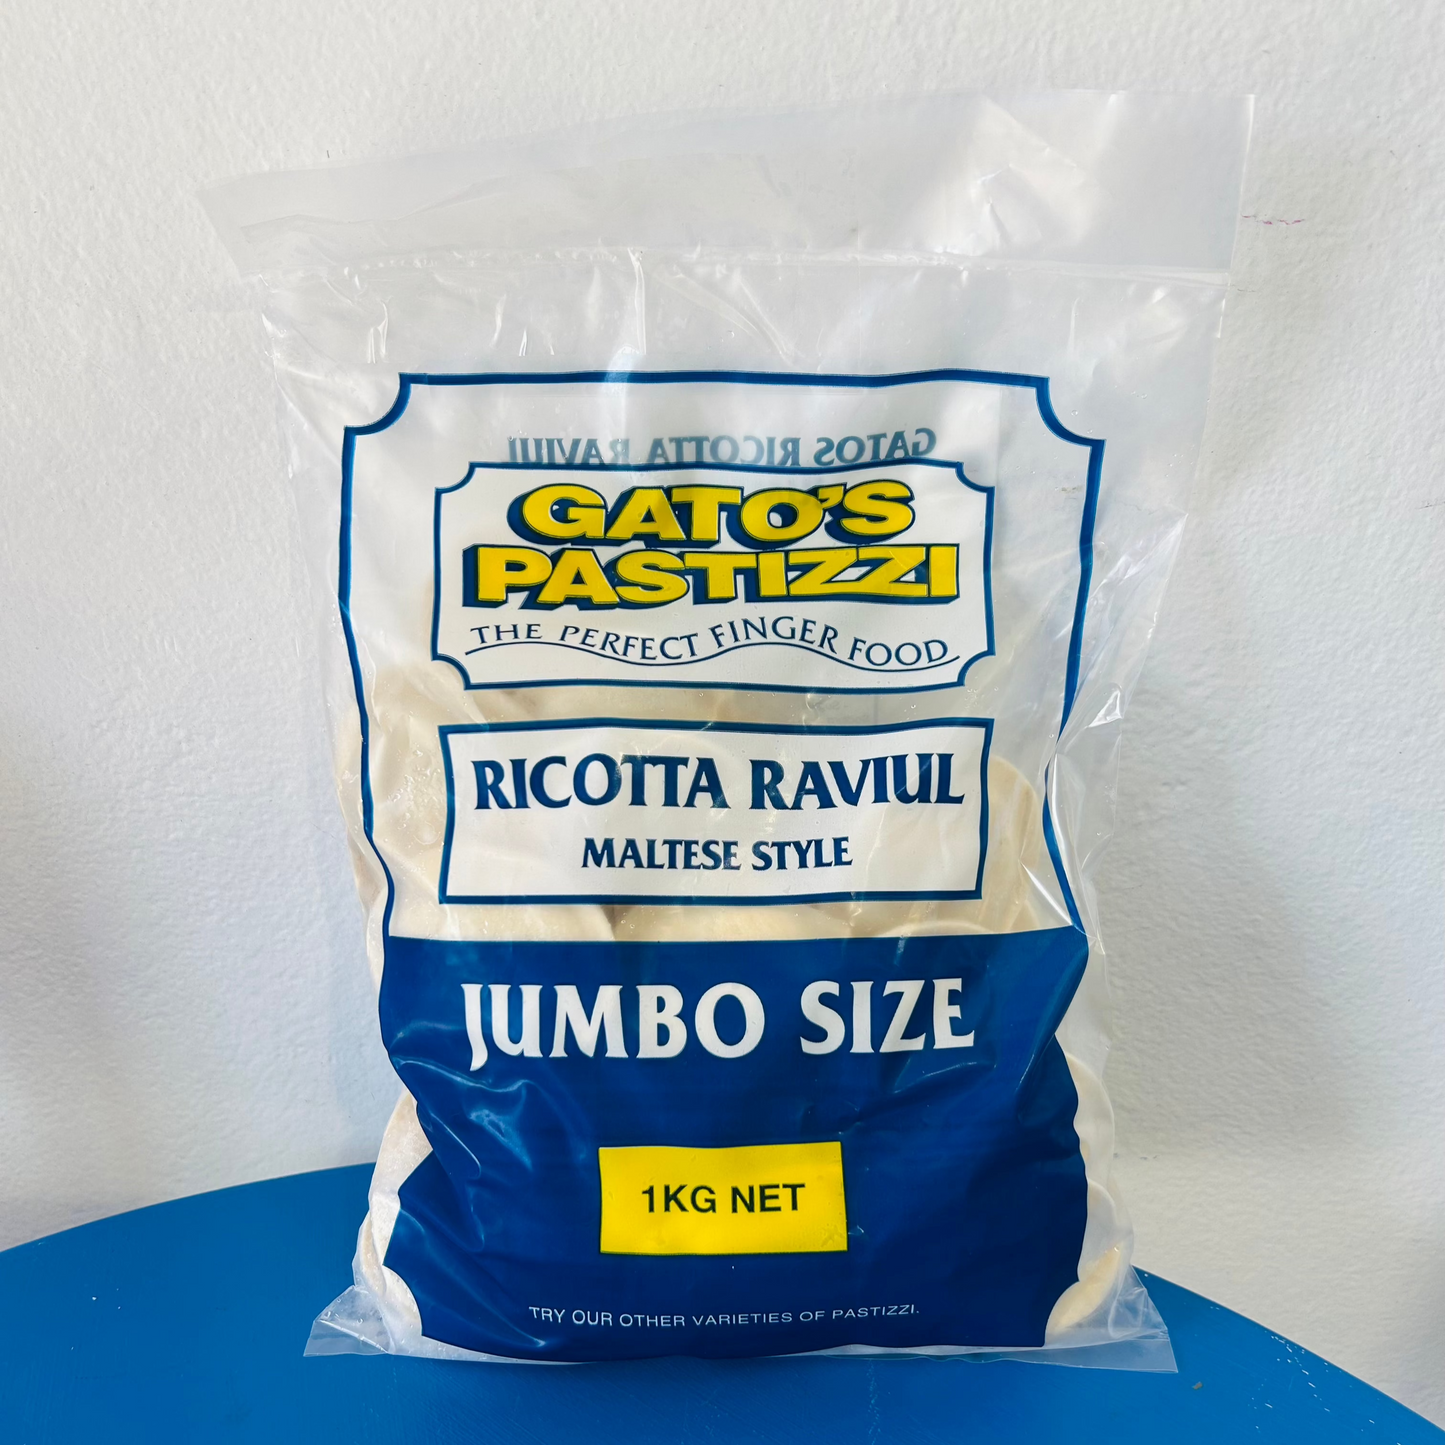 GATOS RICOTTA RAVIUL
GATO'S
PASTIZZI
THE PERFECT FINGER FOOD
RICOTTA RAVIUL
MALTESE STYLE
JUMBO SIZE
1KG NET
TRY OUR OTHER VARIETIES OF PASTIZZI.